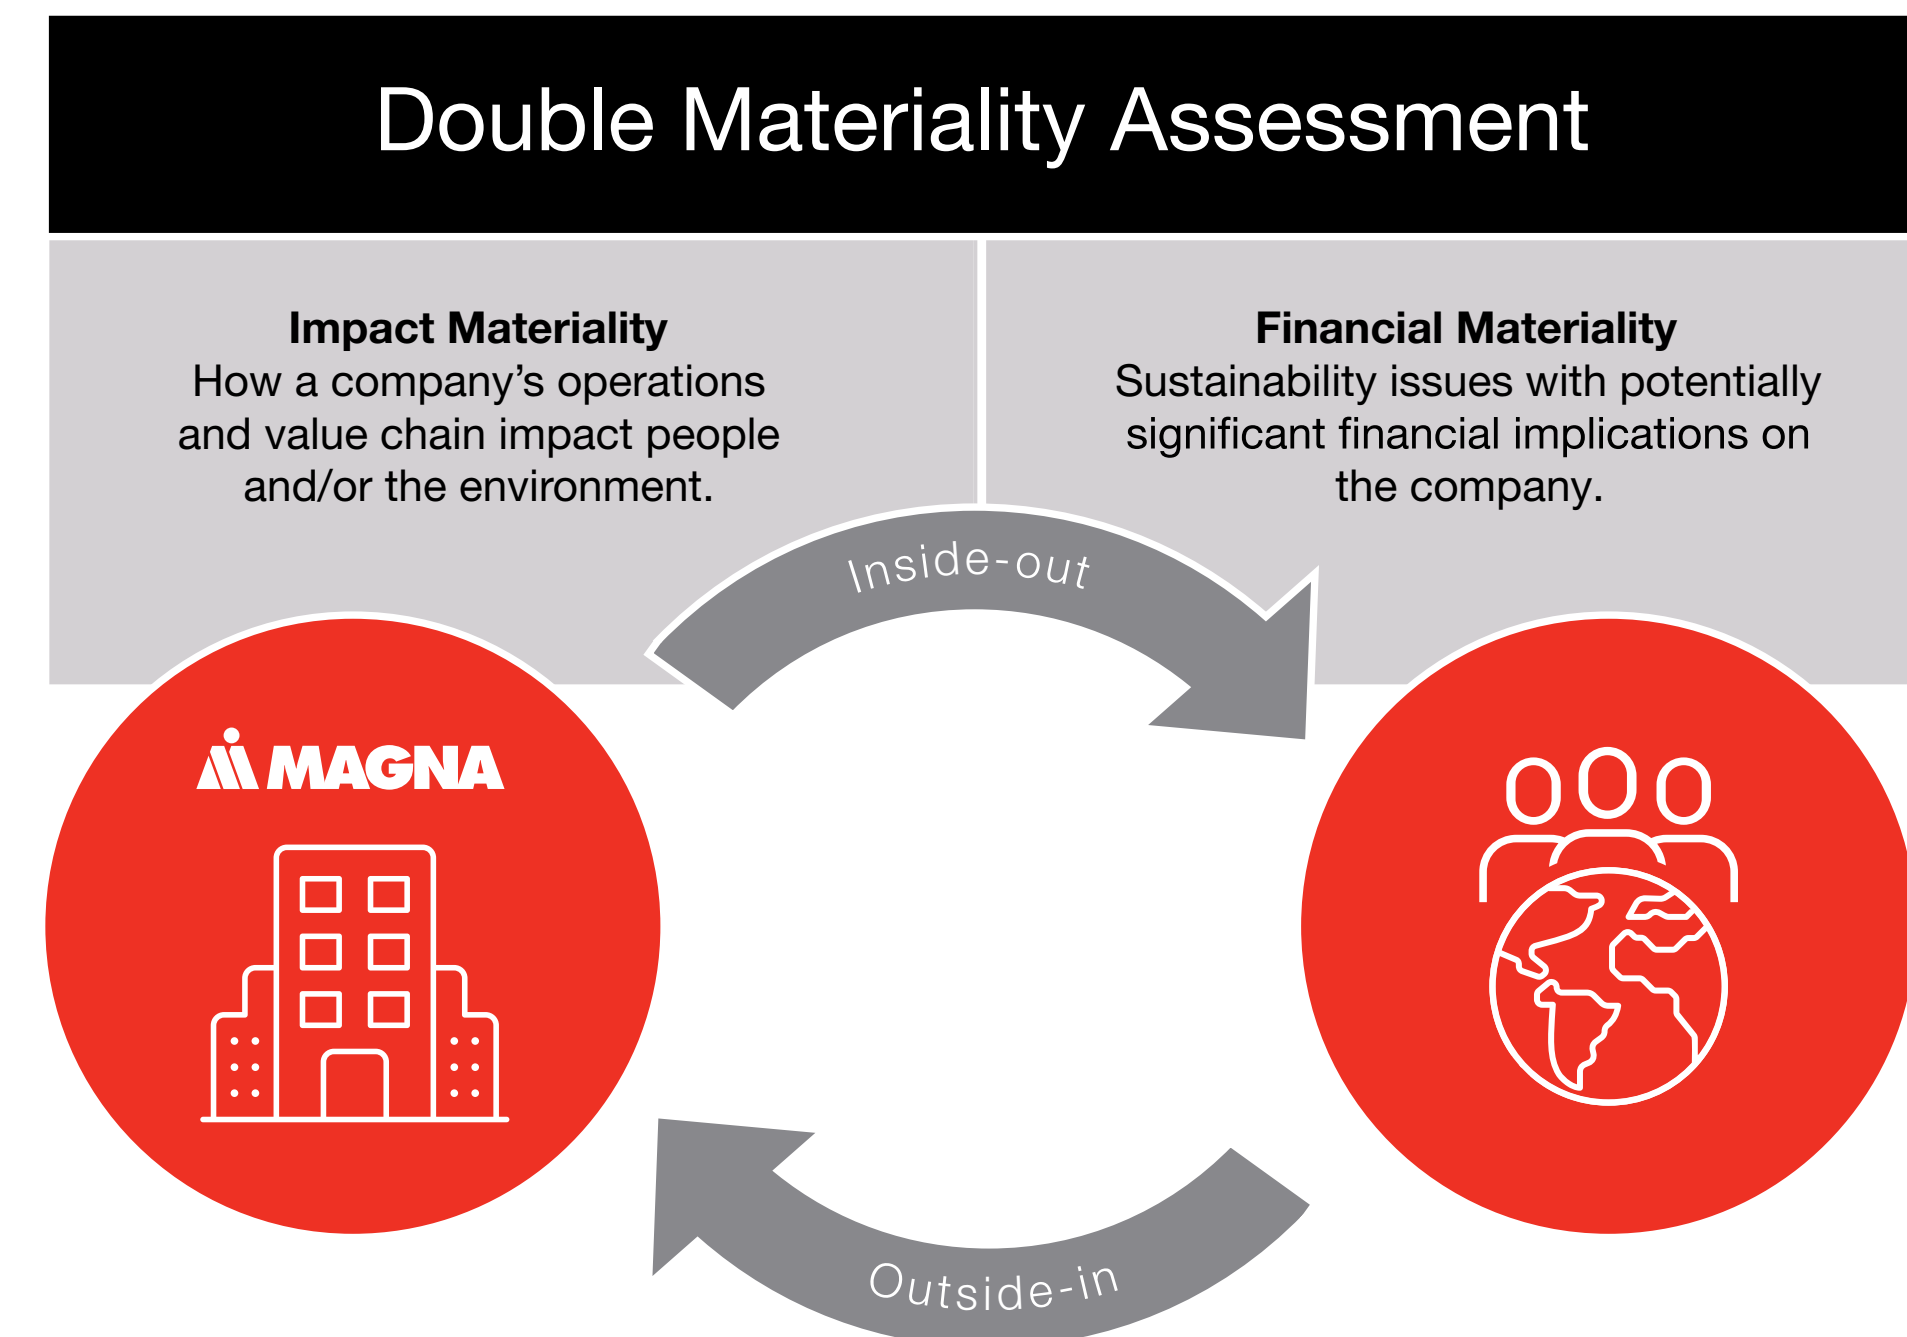 Double Materiality Assessment
Impact Materiality
How a company’s operations
and value chain impact people
and/or the environment.
Financial Materiality
Sustainability issues with potentially
significant financial implications on
the company.
Inside-out
MAGNA
Outside-in